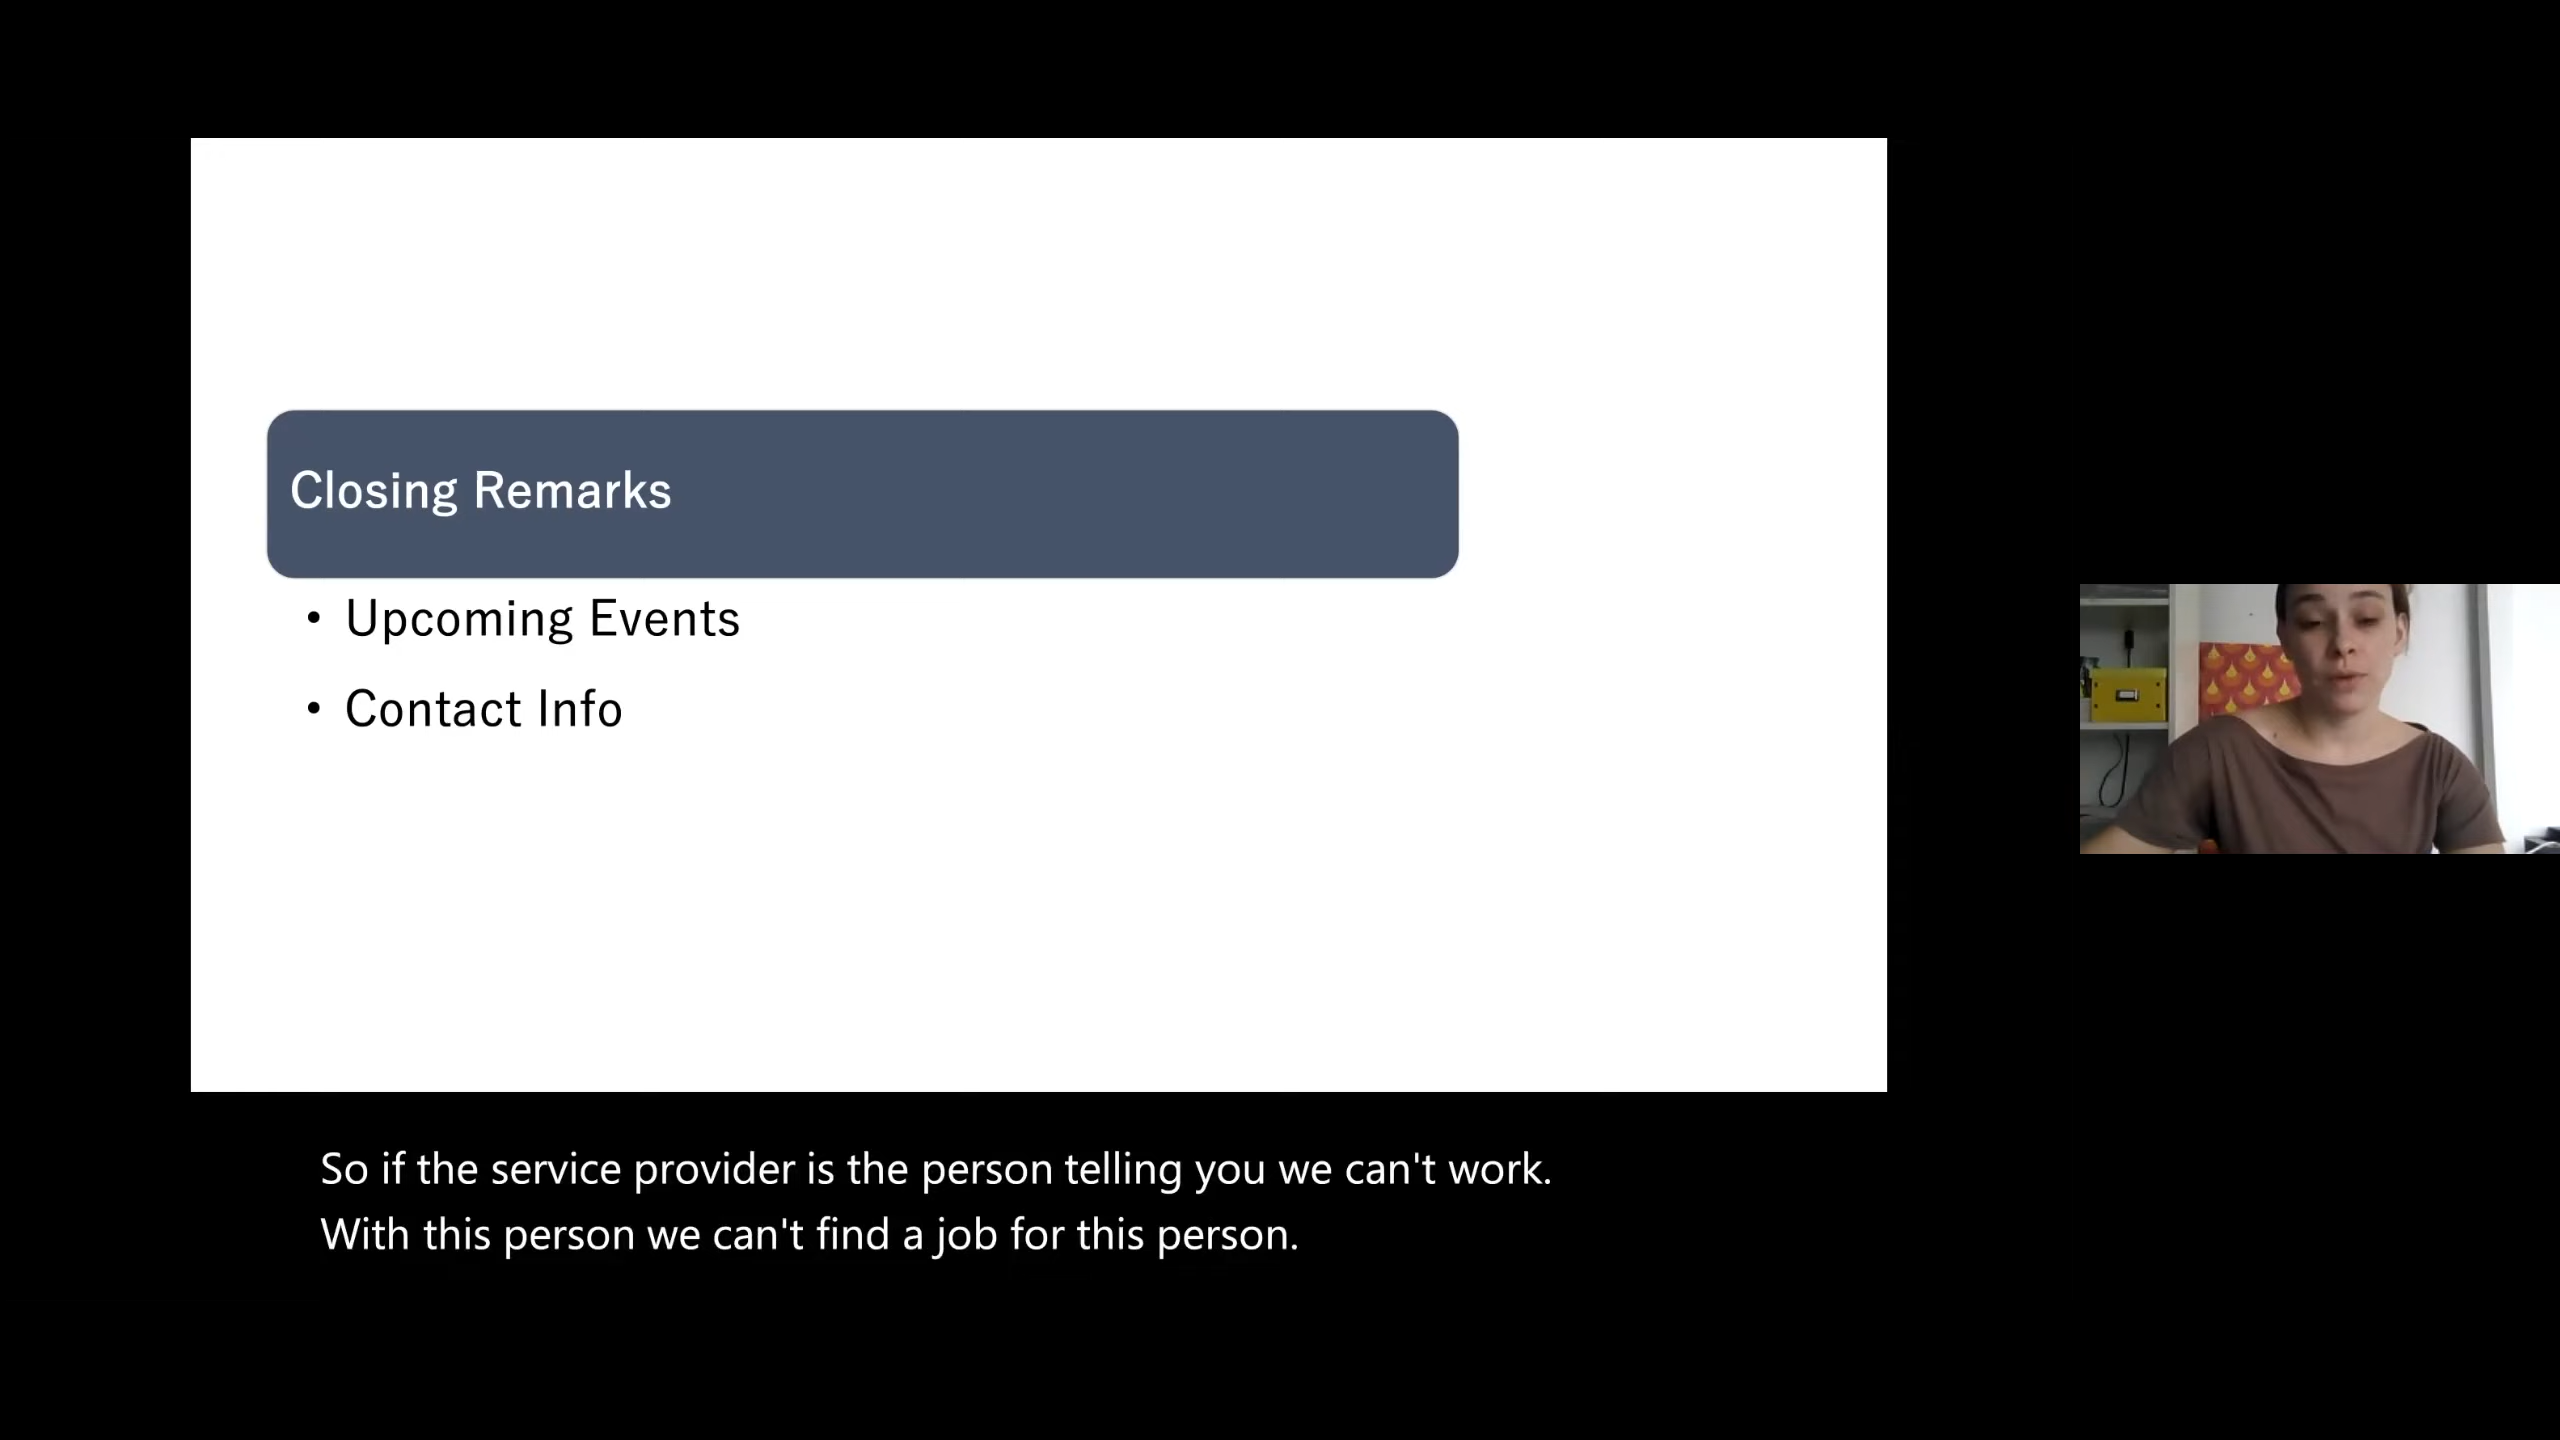 Closing Remarks
• Upcoming Events
• Contact Info
So if the service provider is the person telling you we can't work.
With this person we can't find a job for this person.